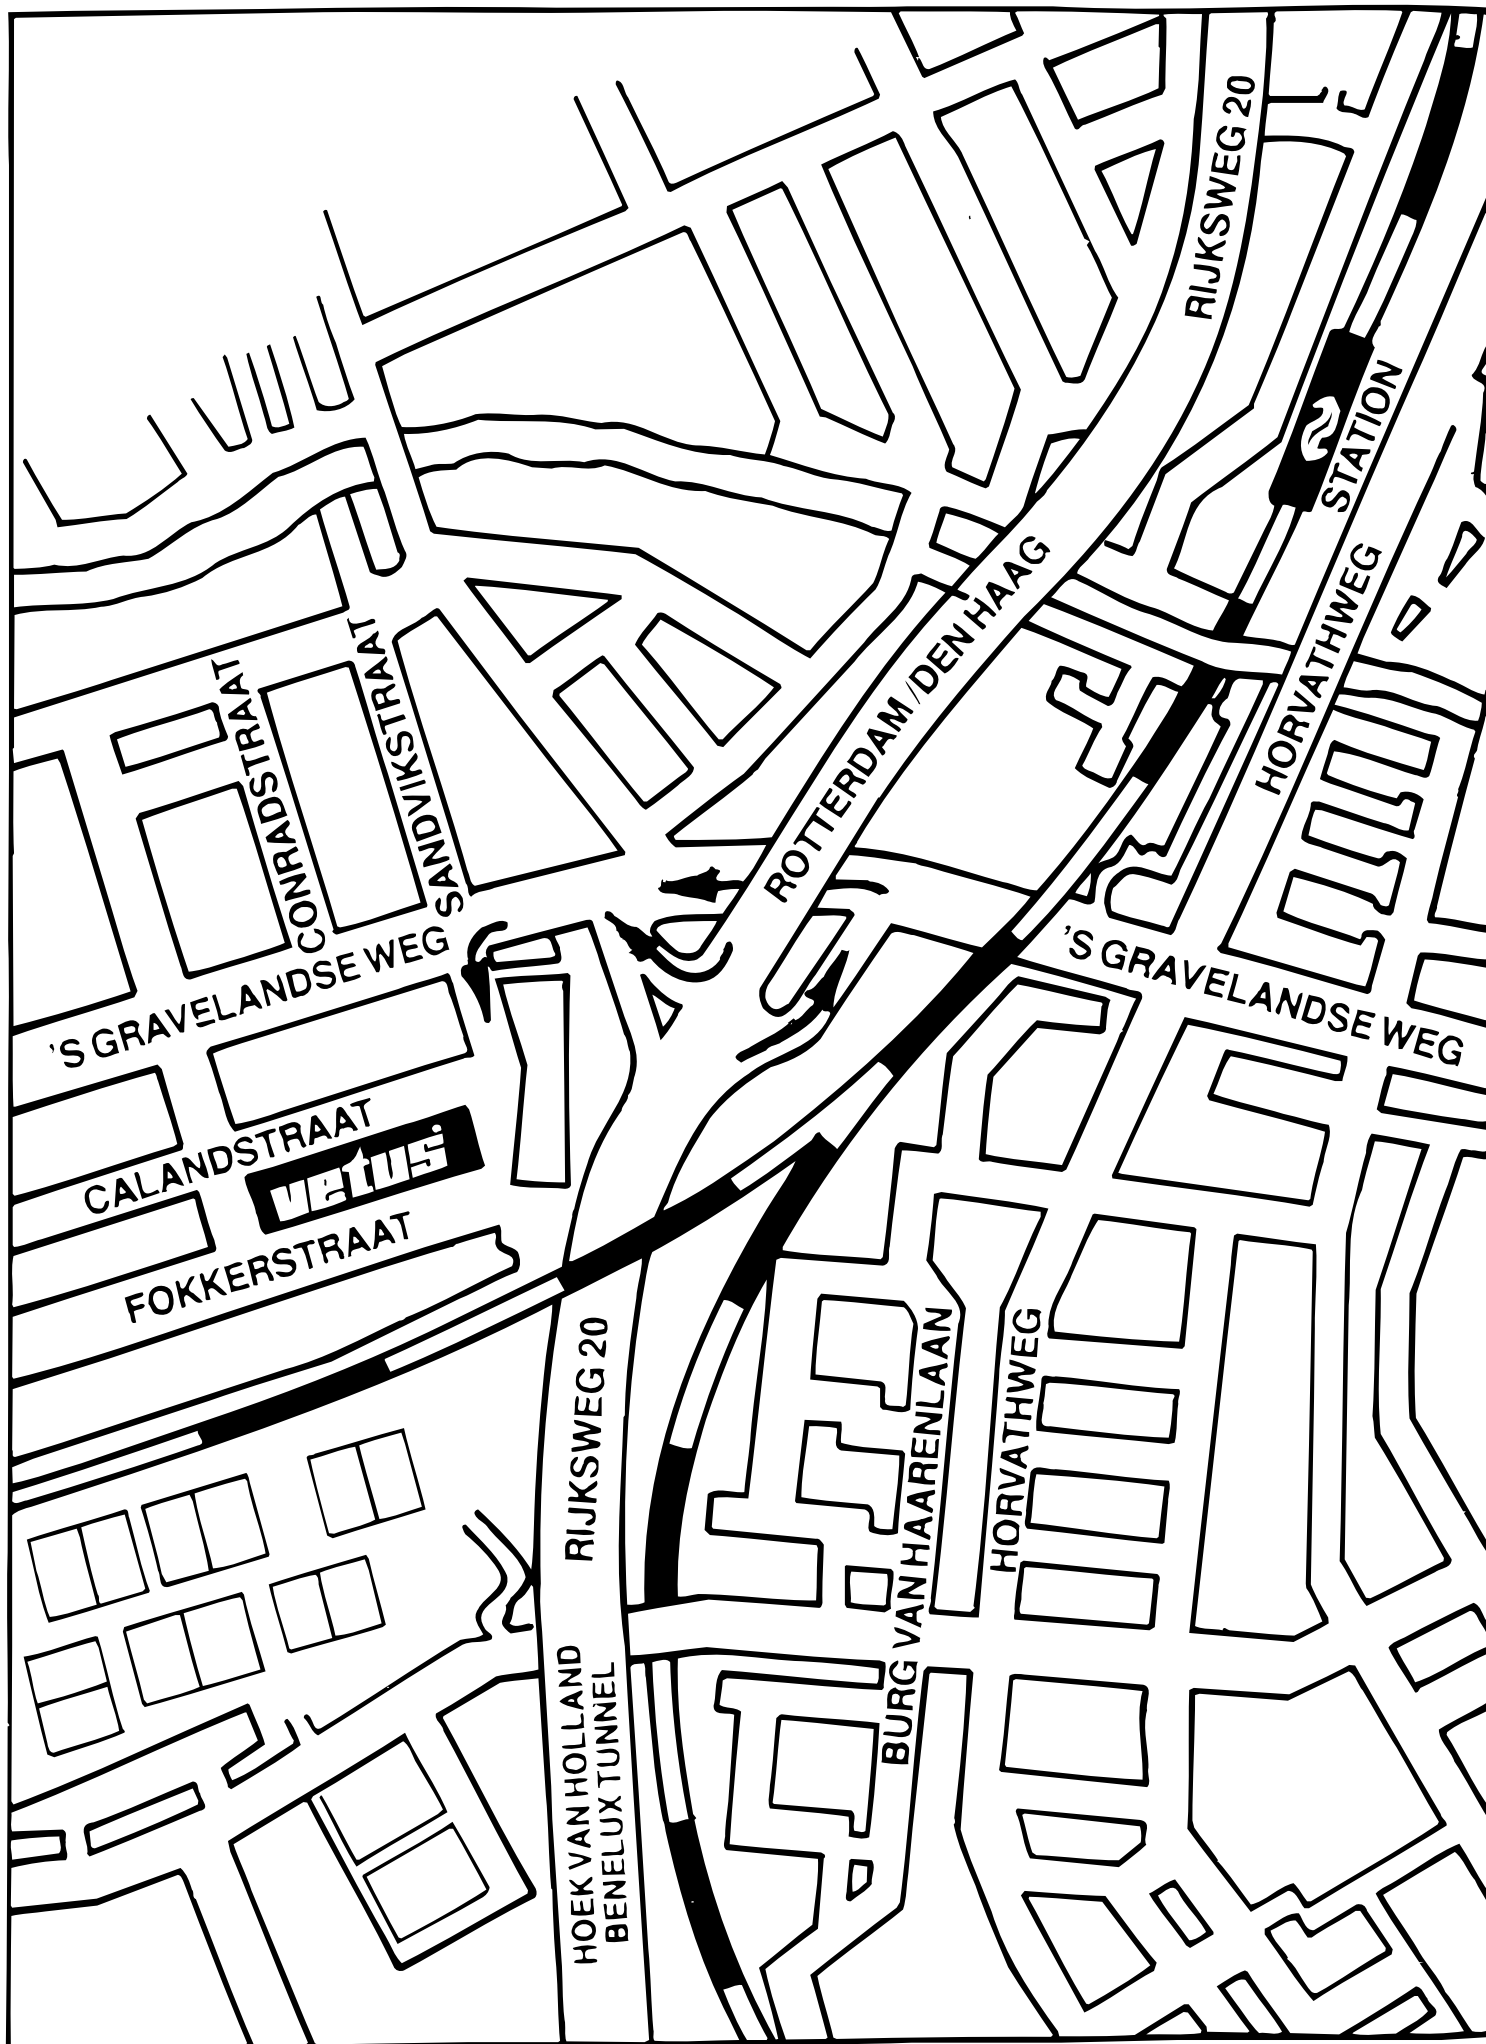 RIJKSWEG 20
STATION
HORVATHWEG
ROTTERDAM/DEN HAAG
CONRADSTRAAT
SANDVIKSTRAAT
'S GRAVELANDSE WEG
'S GRAVELANDSE WEG
CALANDSTRAAT
vetus
FOKKERSTRAAT
RIJKSWEG 20
HOEK VAN HOLLAND
BENELUX TUNNEL
BURG VAN HAARENLAAN
HORVATHWEG